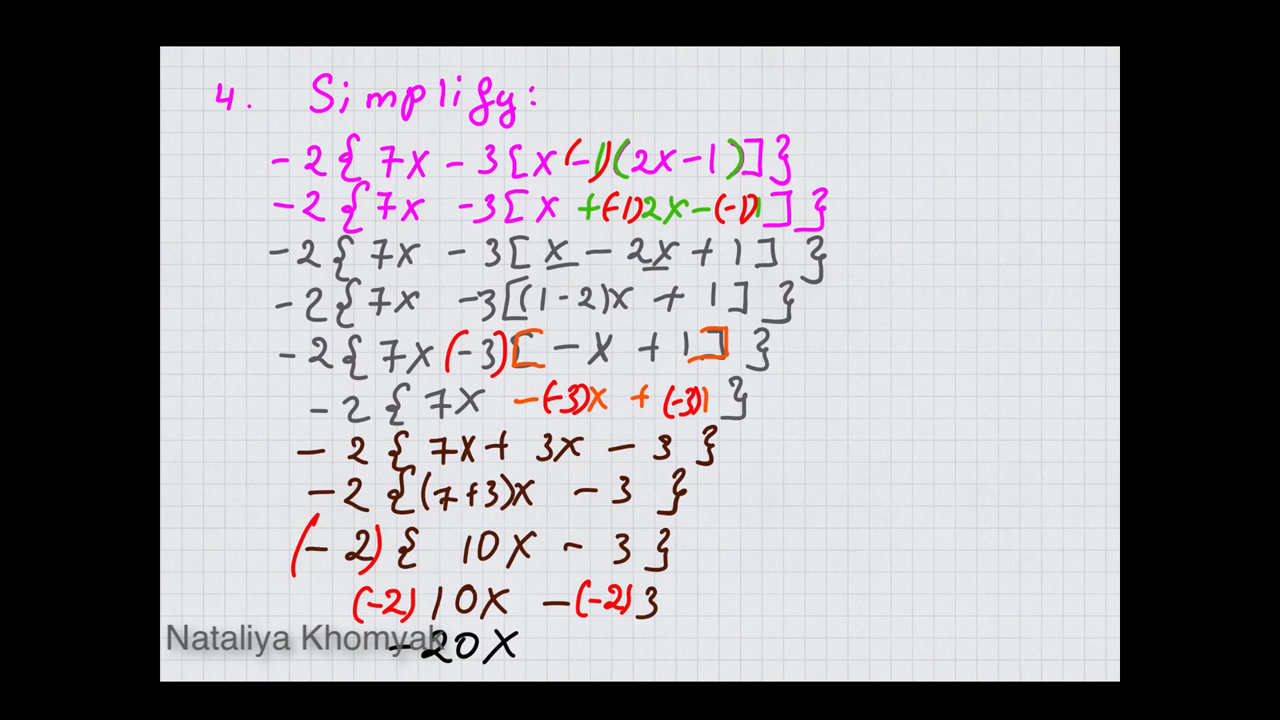 4. Simplify:
-2{ 7x - 3[x(-1)(2x-1)]}
-2{ 7x -3[ x +(-1)2x-(-1)1 ] }
-2{ 7x - 3[ x - 2x + 1 ] }
-2{ 7x -3[(1-2)x + 1] }
-2{ 7x(-3)[ -x + 1] }
-2 { 7x -(-3)x + (-3)1 }
-2 { 7x+ 3x - 3 }
-2 {(7+3)x - 3 }
(-2) { 10x - 3 }
(-2) 10x -(-2) 3
-20x
Nataliya Khomyak